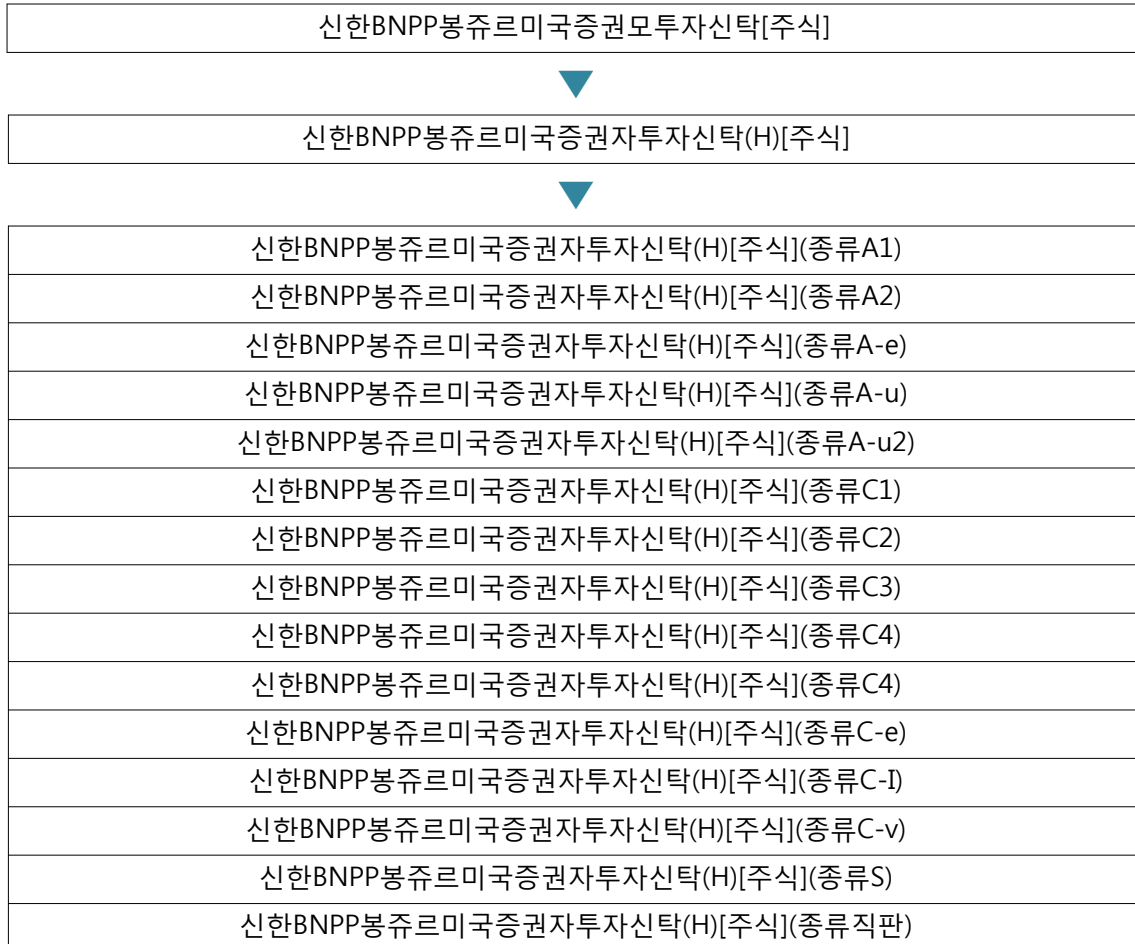 신한BNPP봉쥬르미국증권모투자신탁[주식]
신한BNPP봉쥬르미국증권자투자신탁(H)[주식]
신한BNPP봉쥬르미국증권자투자신탁(H)[주식](종류A1)
신한BNPP봉쥬르미국증권자투자신탁(H)[주식](종류A2)
신한BNPP봉쥬르미국증권자투자신탁(H)[주식](종류A-e)
신한BNPP봉쥬르미국증권자투자신탁(H)[주식](종류A-u)
신한BNPP봉쥬르미국증권자투자신탁(H)[주식](종류A-u2)
신한BNPP봉쥬르미국증권자투자신탁(H)[주식](종류C1)
신한BNPP봉쥬르미국증권자투자신탁(H)[주식](종류C2)
신한BNPP봉쥬르미국증권자투자신탁(H)[주식](종류C3)
신한BNPP봉쥬르미국증권자투자신탁(H)[주식](종류C4)
신한BNPP봉쥬르미국증권자투자신탁(H)[주식](종류C4)
신한BNPP봉쥬르미국증권자투자신탁(H)[주식](종류C-e)
신한BNPP봉쥬르미국증권자투자신탁(H)[주식](종류C-I)
신한BNPP봉쥬르미국증권자투자신탁(H)[주식](종류C-v)
신한BNPP봉쥬르미국증권자투자신탁(H)[주식](종류S)
신한BNPP봉쥬르미국증권자투자신탁(H)[주식](종류직판)